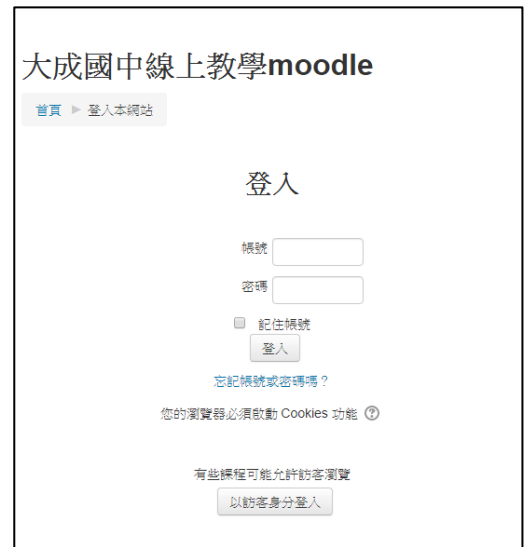 大成國中線上教學moodle
首頁 ▶ 登入本網站
登入
帳號
密碼
記住帳號
登入
忘記帳號或密碼嗎？
您的瀏覽器必須啟動 Cookies 功能 ?
有些課程可能允許訪客瀏覽
以訪客身分登入